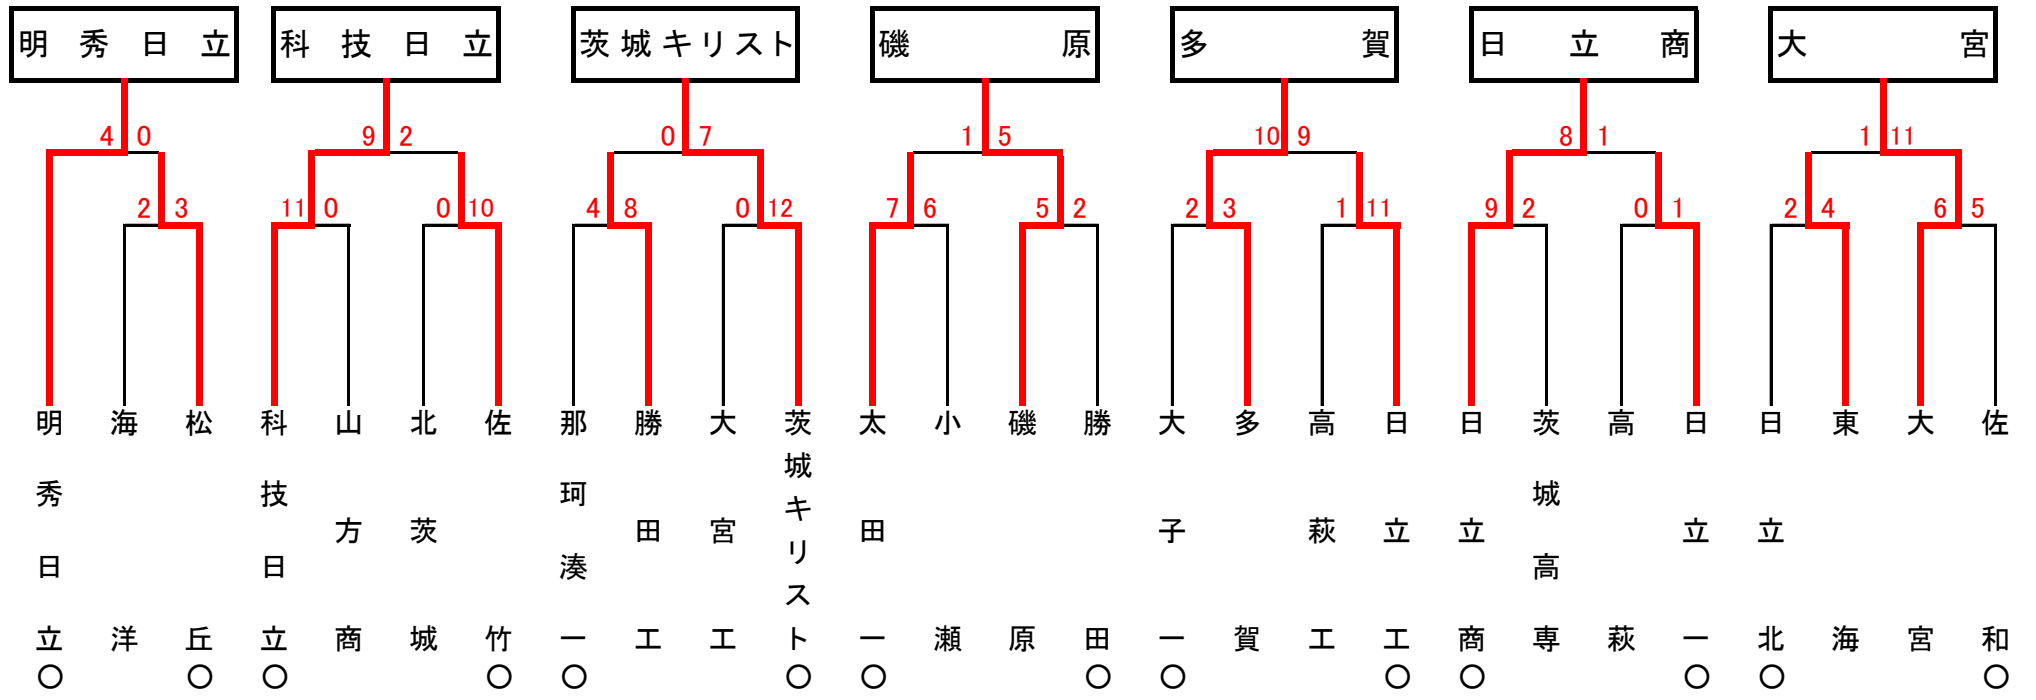 明秀日立 科技日立 茨城キリスト 磯原 多賀 日立商 大宮
4 0 9 2 0 7 1 5 10 9 8 1 1 11
2 3 11 0 0 10 4 8 0 12 7 6 5 2 2 3 1 11 9 2 0 1 2 4 6 5
明秀日立○
海洋
松丘○
科技日立○
山方商
北茨城
佐竹○
那珂湊一○
勝田工
大宮工
茨城キリスト○
太田一○
小瀬
磯原
勝田○
大子一○
多賀
高萩工
日立工○
日立商○
茨城高専
高萩
日立一○
日立北○
東海
大宮
佐和○